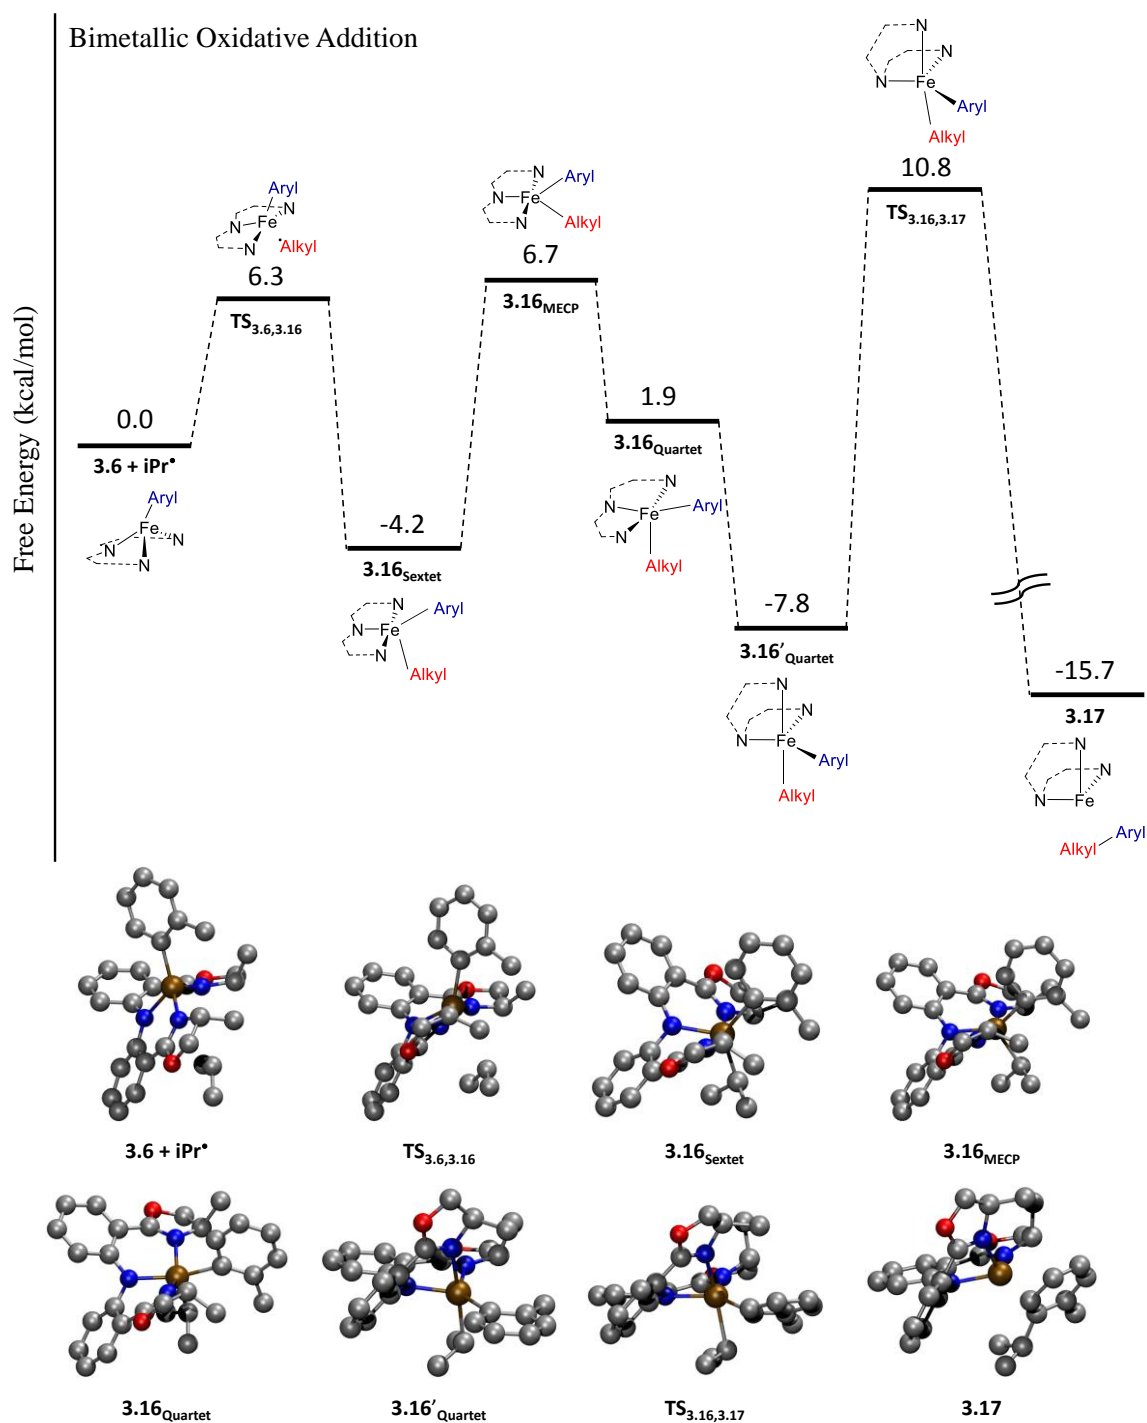 Bimetallic Oxidative Addition
Free Energy (kcal/mol)
0.0
3.6 + iPr•
Aryl
Fe
N
N
N
Aryl
N
N
Fe
N
•Alkyl
6.3
TS3.6,3.16
-4.2
3.16Sextet
N
Aryl
N
Fe
N
Alkyl
N
Aryl
N
Fe
N
Alkyl
6.7
3.16MECP
1.9
3.16Quartet
N
N
Fe
Aryl
N
Alkyl
-7.8
3.16’Quartet
N
N
N
Fe
Aryl
Alkyl
N
N
N
Fe
Aryl
Alkyl
10.8
TS3.16,3.17
-15.7
3.17
N
N
N
Fe
Aryl
Alkyl
3.6 + iPr•
TS3.6,3.16
3.16Sextet
3.16MECP
3.16Quartet
3.16’Quartet
TS3.16,3.17
3.17